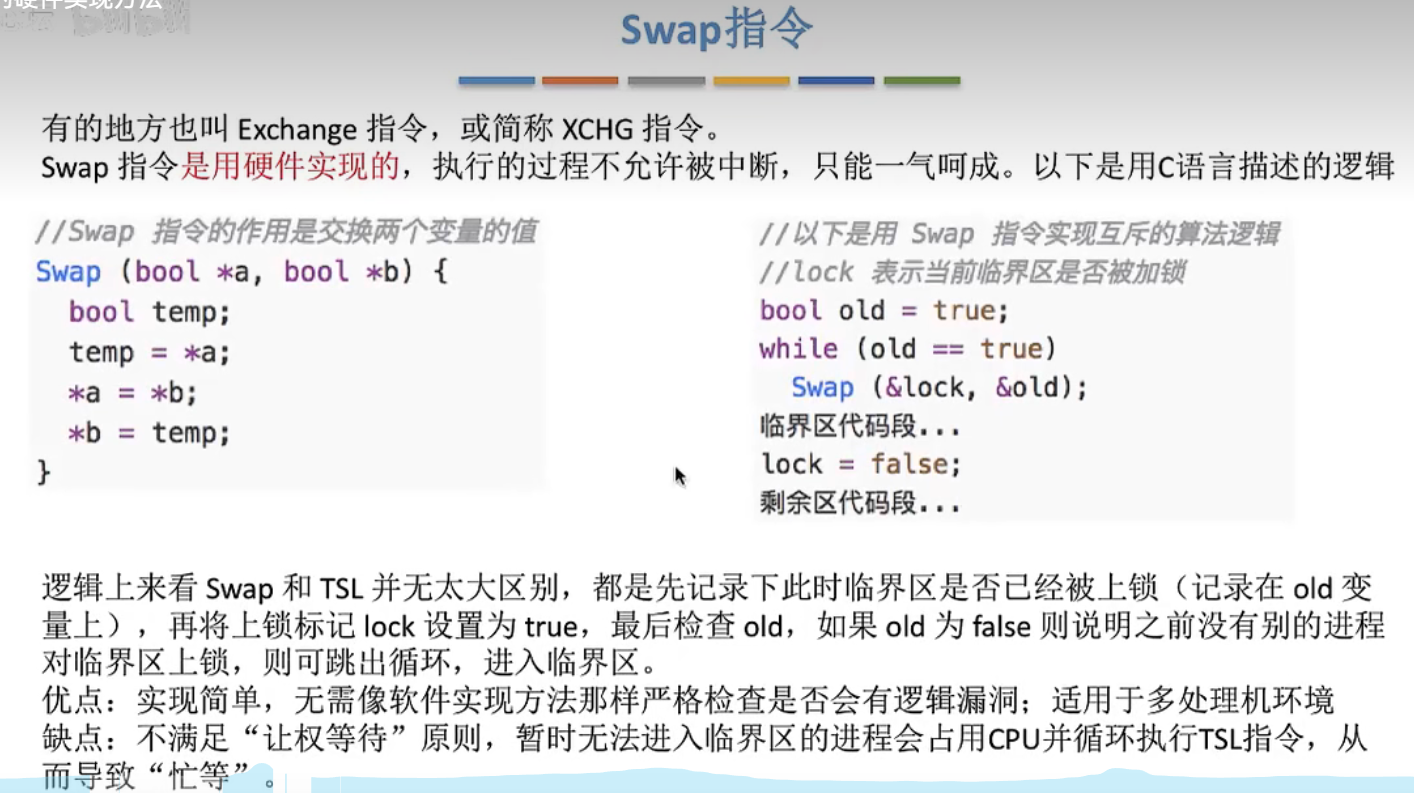 的硬件实现方法
Swap指令
有的地方也叫 Exchange 指令，或简称 XCHG 指令。
Swap 指令是用硬件实现的，执行的过程不允许被中断，只能一气呵成。以下是用C语言描述的逻辑
//Swap 指令的作用是交换两个变量的值
Swap (bool *a, bool *b) {
bool temp;
temp = *a;
*a = *b;
*b = temp;
}
//以下是用 Swap 指令实现互斥的算法逻辑
//lock 表示当前临界区是否被加锁
bool old = true;
while (old == true)
Swap (&lock, &old);
临界区代码段...
lock = false;
剩余区代码段...
逻辑上来看 Swap 和 TSL 并无太大区别，都是先记录下此时临界区是否已经被上锁（记录在 old 变
量上），再将上锁标记 lock 设置为 true，最后检查 old，如果 old 为 false 则说明之前没有别的进程
对临界区上锁，则可跳出循环，进入临界区。
优点：实现简单，无需像软件实现方法那样严格检查是否会有逻辑漏洞；适用于多处理机环境
缺点：不满足“让权等待”原则，暂时无法进入临界区的进程会占用CPU并循环执行TSL指令，从
而导致“忙等”。